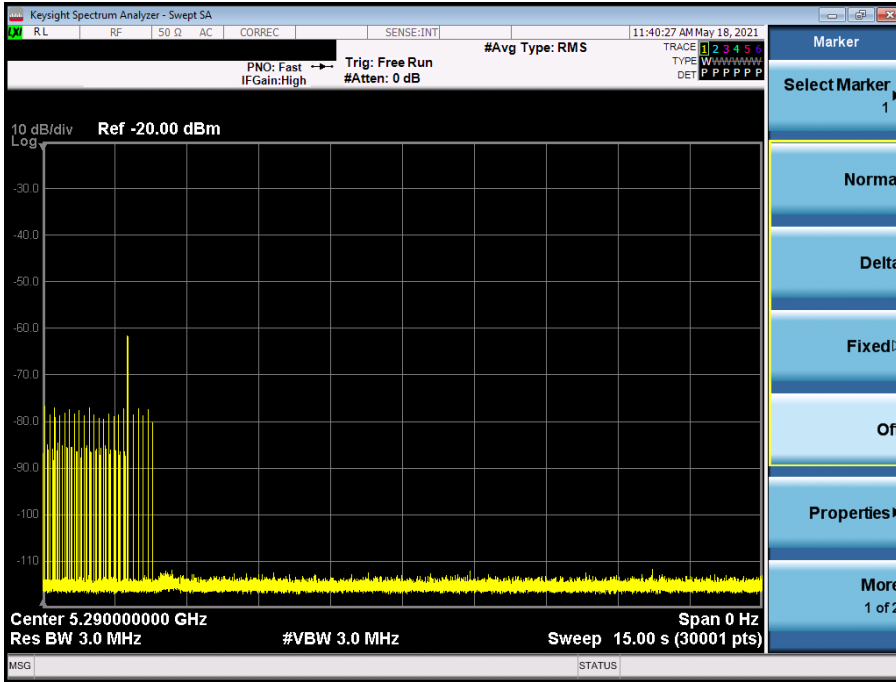 Keysight Spectrum Analyzer - Swept SA
LXI RL RF 50 Ω AC CORREC SENSE:INT 11:40:27 AM May 18, 2021
#Avg Type: RMS
TRACE 1 2 3 4 5 6
TYPE WWWWWW
DET P P P P P P
PNO: Fast
IFGain:High
Trig: Free Run
#Atten: 0 dB
10 dB/div
Log
Ref -20.00 dBm
-30.0
-40.0
-50.0
-60.0
-70.0
-80.0
-90.0
-100
-110
Center 5.290000000 GHz
Span 0 Hz
Res BW 3.0 MHz
#VBW 3.0 MHz
Sweep 15.00 s (30001 pts)
MSG
STATUS
Marker
Select Marker
1
Norma
Delta
Fixed
Of
Properties
More
1 of 2